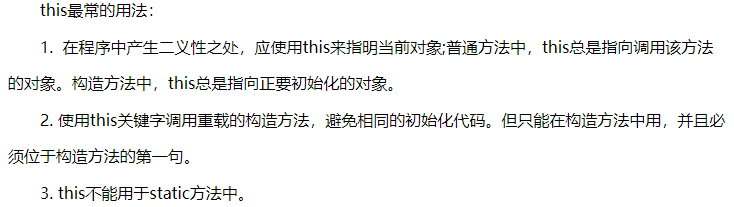 this最常的用法：
1.  在程序中产生二义性之处，应使用this来指明当前对象;普通方法中，this总是指向调用该方法
的对象。构造方法中，this总是指向正要初始化的对象。
2. 使用this关键字调用重载的构造方法，避免相同的初始化代码。但只能在构造方法中用，并且必
须位于构造方法的第一句。
3. this不能用于static方法中。